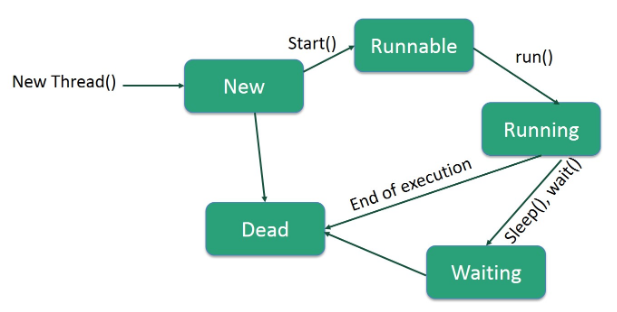 Start()
Runnable
run()
New Thread()
New
Running
End of execution
Sleep(), wait()
Dead
Waiting